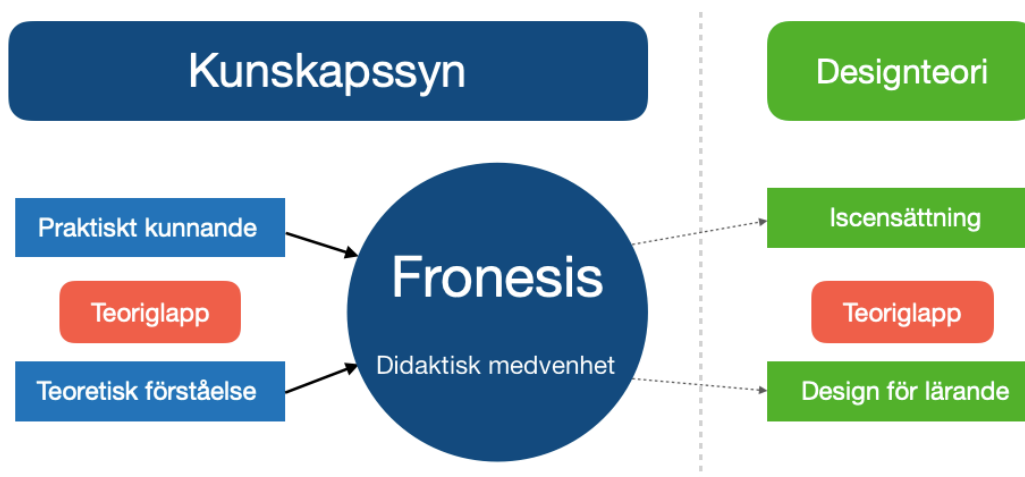 Kunskapssyn
Designteori
Praktiskt kunnande
Teoriglapp
Teoretisk förståelse
Fronesis
Didaktisk medvenhet
Iscensättning
Teoriglapp
Design för lärande